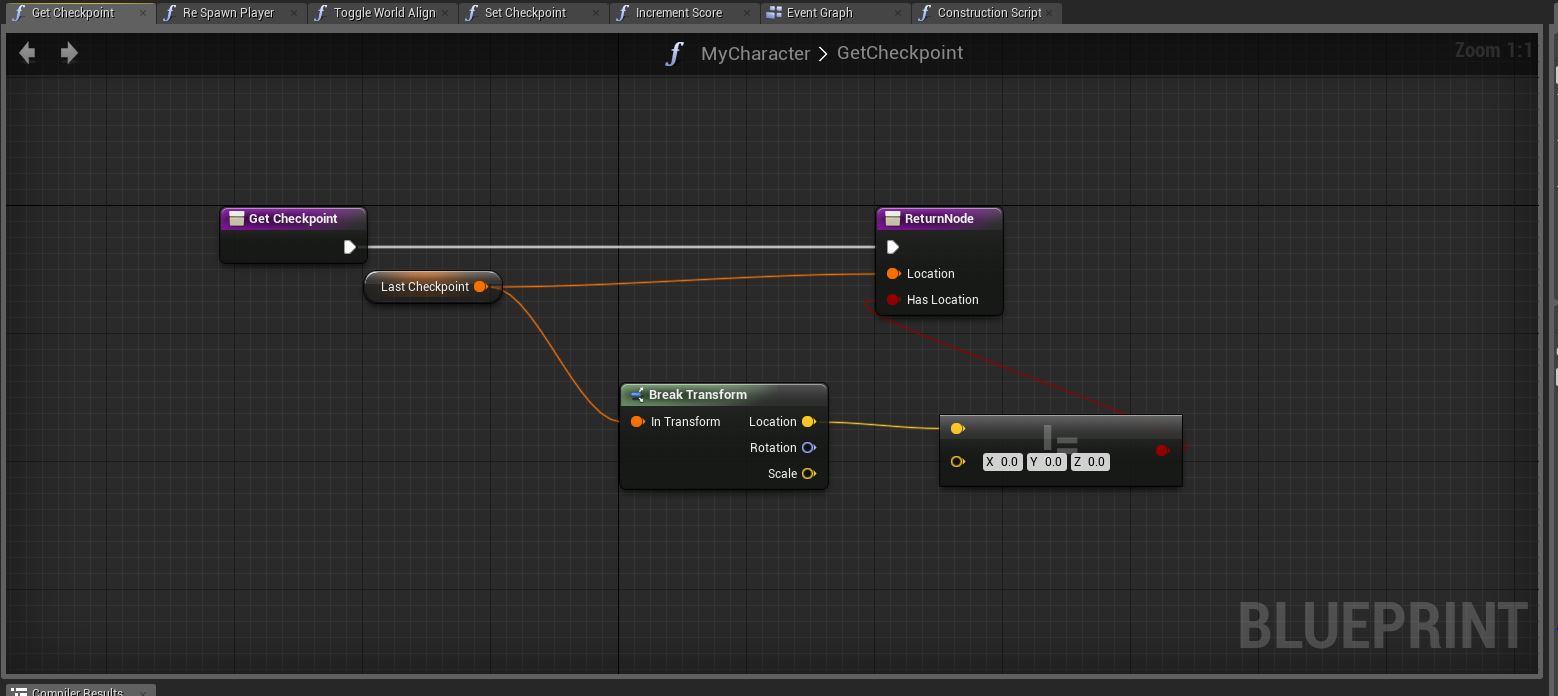 Get Checkpoint
Re Spawn Player
Toggle World Align
Set Checkpoint
Increment Score
Event Graph
Construction Script
MyCharacter > GetCheckpoint
Zoom 1:1
Get Checkpoint
ReturnNode
Last Checkpoint
Location
Has Location
Break Transform
In Transform Location
Rotation
Scale
!=
X 0.0 Y 0.0 Z 0.0
BLUEPRINT
Compiler Results